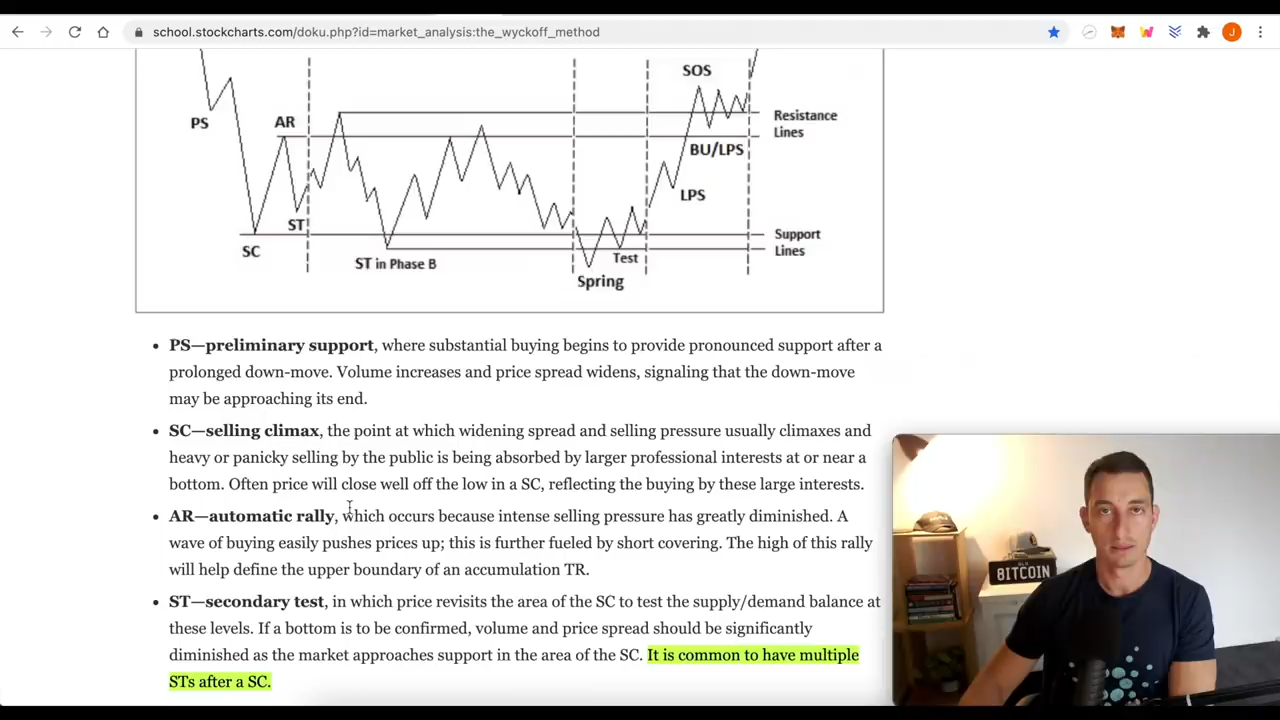 school.stockcharts.com/doku.php?id=market_analysis:the_wyckoff_method
J
SOS
PS
AR
Resistance
Lines
BU/LPS
LPS
ST
SC
ST in Phase B
Test
Spring
Support
Lines
• PS—preliminary support, where substantial buying begins to provide pronounced support after a
prolonged down-move. Volume increases and price spread widens, signaling that the down-move
may be approaching its end.
• SC—selling climax, the point at which widening spread and selling pressure usually climaxes and
heavy or panicky selling by the public is being absorbed by larger professional interests at or near a
bottom. Often price will close well off the low in a SC, reflecting the buying by these large interests.
• AR—automatic rally, which occurs because intense selling pressure has greatly diminished. A
wave of buying easily pushes prices up; this is further fueled by short covering. The high of this rally
will help define the upper boundary of an accumulation TR.
• ST—secondary test, in which price revisits the area of the SC to test the supply/demand balance at
these levels. If a bottom is to be confirmed, volume and price spread should be significantly
diminished as the market approaches support in the area of the SC. It is common to have multiple
STs after a SC.
8ITCOIN